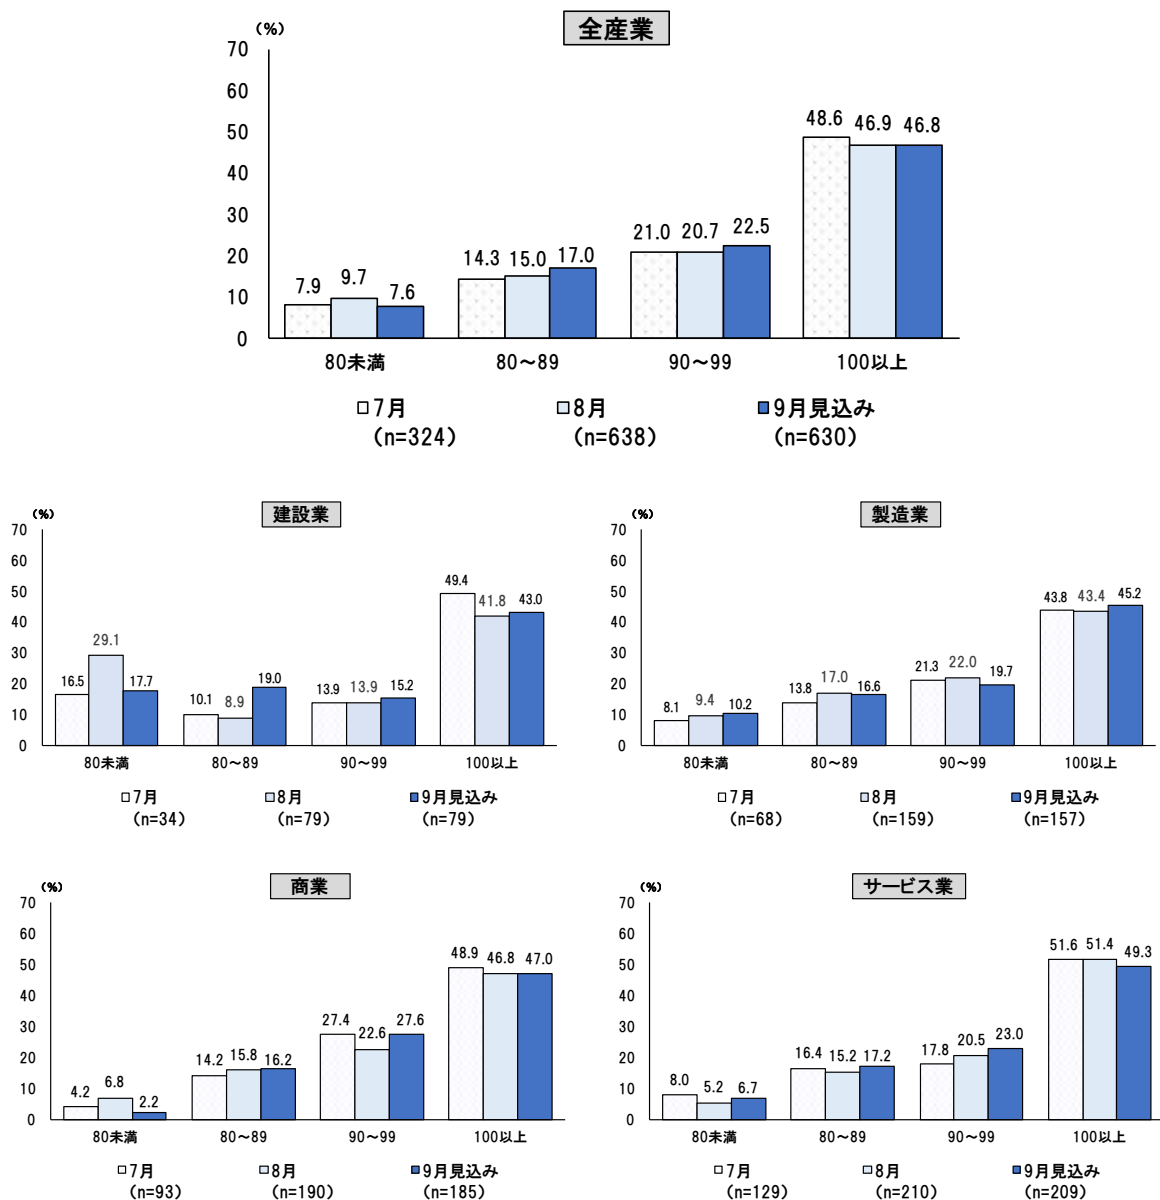 全産業
(%)
70
60
50
40
30
20
10
0
7.9 9.7 7.6
14.3 15.0 17.0
21.0 20.7 22.5
48.6 46.9 46.8
80未満 80～89 90～99 100以上
7月 8月 9月見込み
(n=324) (n=638) (n=630)
建設業
(%)
70
60
50
40
30
20
10
0
16.5 29.1 17.7
10.1 8.9 19.0
13.9 13.9 15.2
49.4 41.8 43.0
80未満 80～89 90～99 100以上
7月 8月 9月見込み
(n=34) (n=79) (n=79)
製造業
(%)
70
60
50
40
30
20
10
0
8.1 9.4 10.2
13.8 17.0 16.6
21.3 22.0 19.7
43.8 43.4 45.2
80未満 80～89 90～99 100以上
7月 8月 9月見込み
(n=68) (n=159) (n=157)
商業
(%)
70
60
50
40
30
20
10
0
4.2 6.8 2.2
14.2 15.8 16.2
27.4 22.6 27.6
48.9 46.8 47.0
80未満 80～89 90～99 100以上
7月 8月 9月見込み
(n=93) (n=190) (n=185)
サービス業
(%)
70
60
50
40
30
20
10
0
8.0 5.2 6.7
16.4 15.2 17.2
17.8 20.5 23.0
51.6 51.4 49.3
80未満 80～89 90～99 100以上
7月 8月 9月見込み
(n=129) (n=210) (n=209)